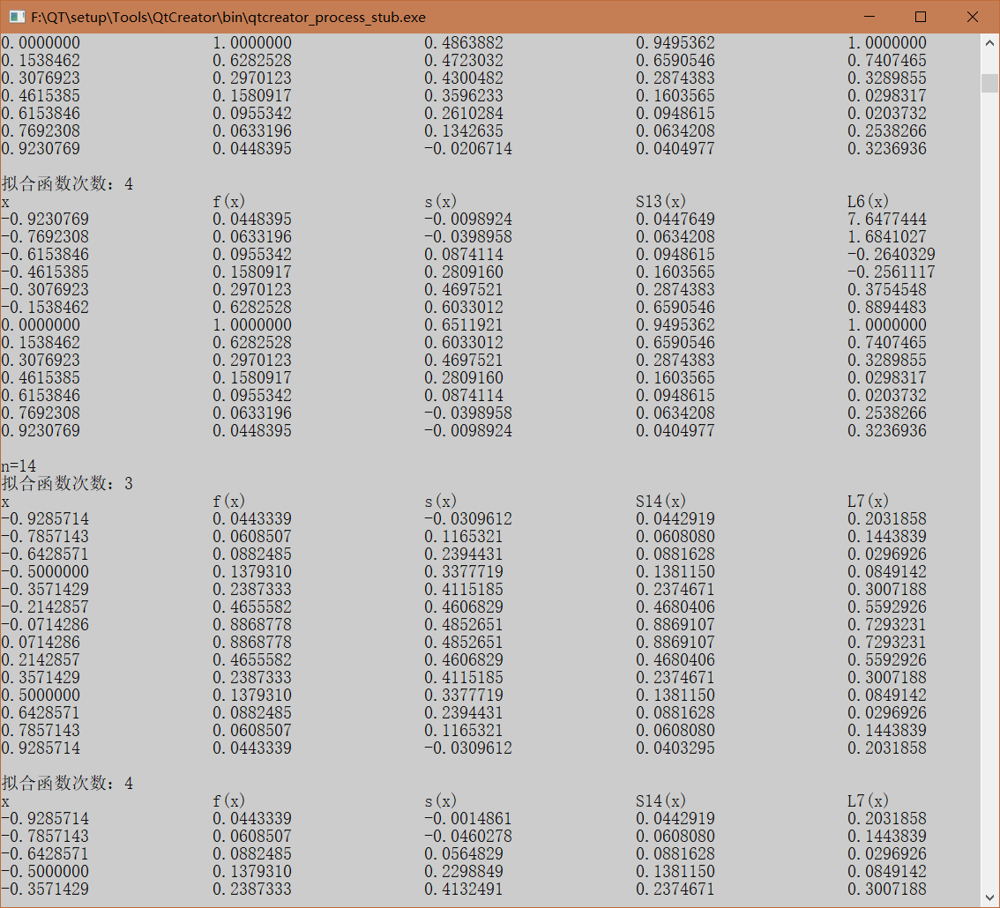 F:\QT\setup\Tools\QtCreator\bin\qtcreator_process_stub.exe
0.0000000 1.0000000 0.4863882 0.9495362 1.0000000
0.1538462 0.6282528 0.4723032 0.6590546 0.7407465
0.3076923 0.2970123 0.4300482 0.2874383 0.3289855
0.4615385 0.1580917 0.3596233 0.1603565 0.0298317
0.6153846 0.0955342 0.2610284 0.0948615 0.0203732
0.7692308 0.0633196 0.1342635 0.0634208 0.2538266
0.9230769 0.0448395 -0.0206714 0.0404977 0.3236936
拟合函数次数：4
x f(x) s(x) S13(x) L6(x)
-0.9230769 0.0448395 -0.0098924 0.0447649 7.6477444
-0.7692308 0.0633196 -0.0398958 0.0634208 1.6841027
-0.6153846 0.0955342 0.0874114 0.0948615 -0.2640329
-0.4615385 0.1580917 0.2809160 0.1603565 -0.2561117
-0.3076923 0.2970123 0.4697521 0.2874383 0.3754548
-0.1538462 0.6282528 0.6033012 0.6590546 0.8894483
0.0000000 1.0000000 0.6511921 0.9495362 1.0000000
0.1538462 0.6282528 0.6033012 0.6590546 0.7407465
0.3076923 0.2970123 0.4697521 0.2874383 0.3289855
0.4615385 0.1580917 0.2809160 0.1603565 0.0298317
0.6153846 0.0955342 0.0874114 0.0948615 0.0203732
0.7692308 0.0633196 -0.0398958 0.0634208 0.2538266
0.9230769 0.0448395 -0.0098924 0.0404977 0.3236936
n=14
拟合函数次数：3
x f(x) s(x) S14(x) L7(x)
-0.9285714 0.0443339 -0.0309612 0.0442919 0.2031858
-0.7857143 0.0608507 0.1165321 0.0608080 0.1443839
-0.6428571 0.0882485 0.2394431 0.0881628 0.0296926
-0.5000000 0.1379310 0.3377719 0.1381150 0.0849142
-0.3571429 0.2387333 0.4115185 0.2374671 0.3007188
-0.2142857 0.4655582 0.4606829 0.4680406 0.5592926
-0.0714286 0.8868778 0.4852651 0.8869107 0.7293231
0.0714286 0.8868778 0.4852651 0.8869107 0.7293231
0.2142857 0.4655582 0.4606829 0.4680406 0.5592926
0.3571429 0.2387333 0.4115185 0.2374671 0.3007188
0.5000000 0.1379310 0.3377719 0.1381150 0.0849142
0.6428571 0.0882485 0.2394431 0.0881628 0.0296926
0.7857143 0.0608507 0.1165321 0.0608080 0.1443839
0.9285714 0.0443339 -0.0309612 0.0403295 0.2031858
拟合函数次数：4
x f(x) s(x) S14(x) L7(x)
-0.9285714 0.0443339 -0.0014861 0.0442919 0.2031858
-0.7857143 0.0608507 -0.0460278 0.0608080 0.1443839
-0.6428571 0.0882485 0.0564829 0.0881628 0.0296926
-0.5000000 0.1379310 0.2298849 0.1381150 0.0849142
-0.3571429 0.2387333 0.4132491 0.2374671 0.3007188